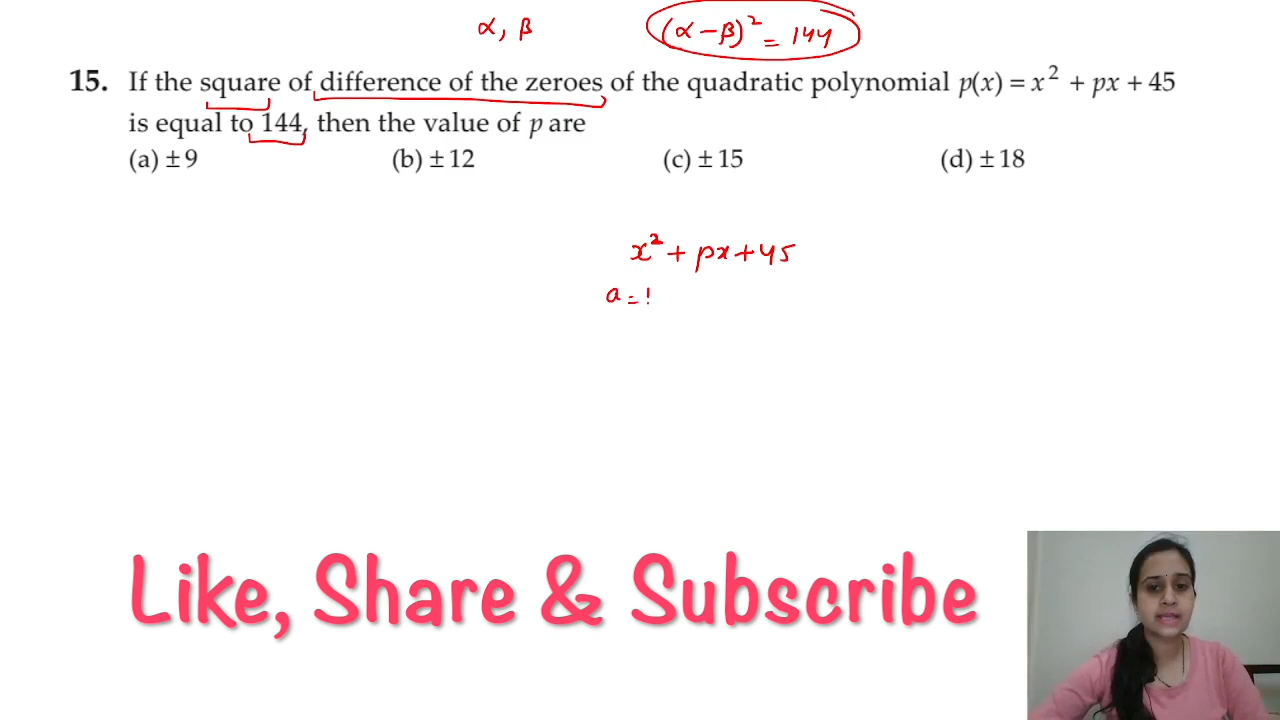 α, β (α – β)² = 144
15. If the square of difference of the zeroes of the quadratic polynomial p(x) = x² + px + 45
is equal to 144, then the value of p are
(a) ± 9 (b) ± 12 (c) ± 15 (d) ± 18
x² + px + 45
a = 1
Like, Share & Subscribe